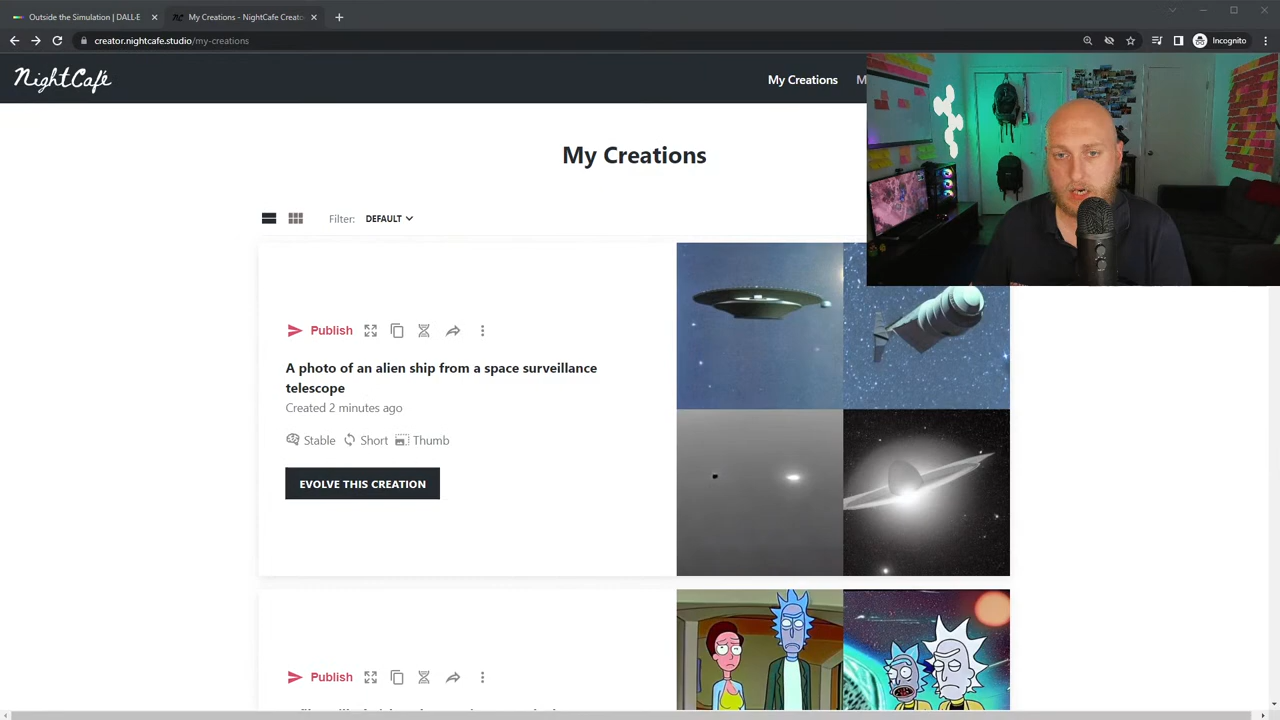 Outside the Simulation | DALL·E
My Creations - NightCafe Creato
creator.nightcafe.studio/my-creations
Incognito
NightCafé
My Creations
M
My Creations
Filter: DEFAULT
Publish
A photo of an alien ship from a space surveillance
telescope
Created 2 minutes ago
Stable Short Thumb
EVOLVE THIS CREATION
Publish